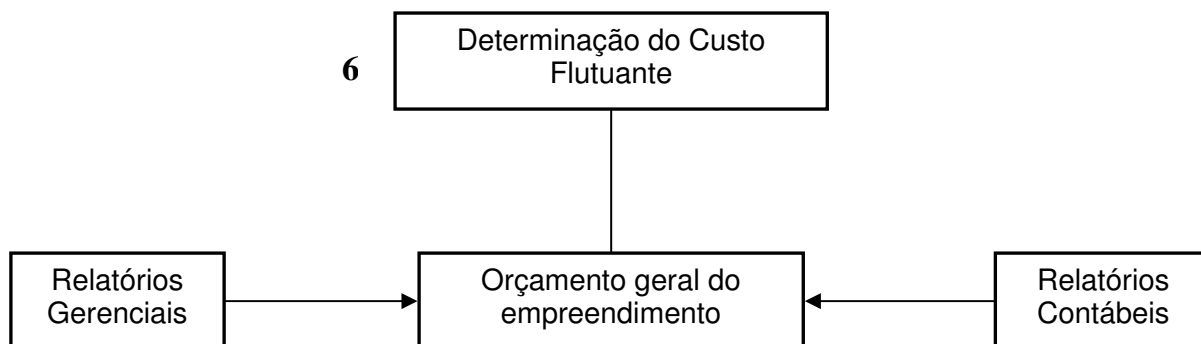 Determinação do Custo
Flutuante
6
Relatórios
Gerenciais
Orçamento geral do
empreendimento
Relatórios
Contábeis